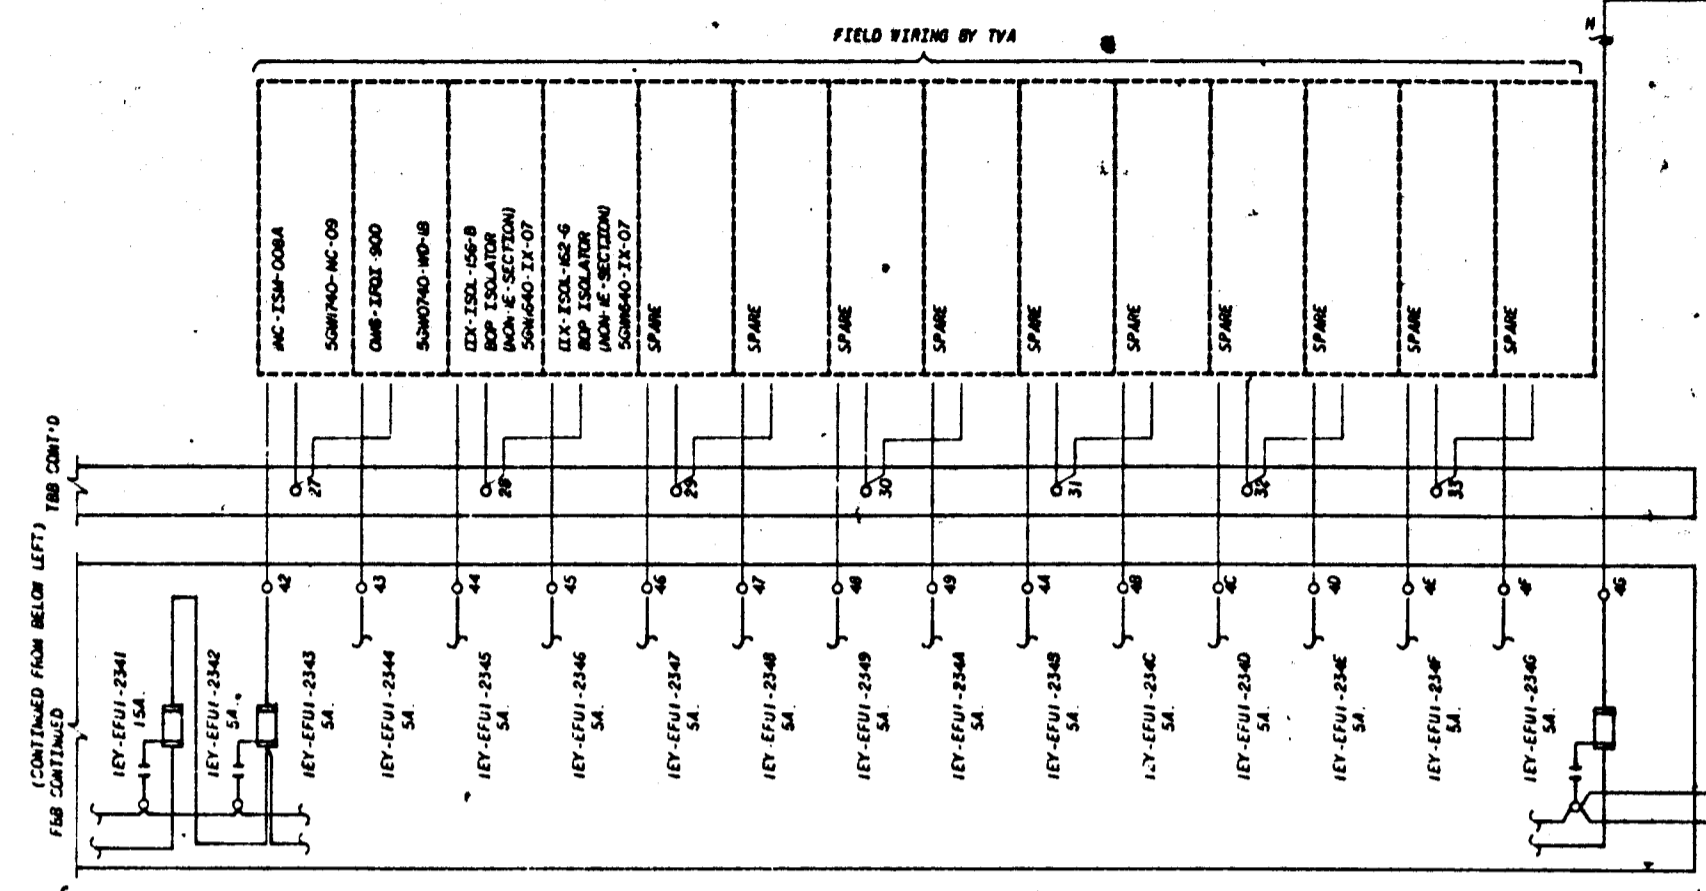 FIELD WIRING BY TVA
N
INC-ISM-008A
5GW1740-NC-09
5GW0740-WD-18
IIX-ISOL-156-B
BOP ISOLATOR
(NON-1E-SECTION)
5GW1640-IX-07
IIX-ISOL-162-G
BOP ISOLATOR
(NON-1E-SECTION)
5GW1640-IX-07
SPARE
SPARE
SPARE
SPARE
SPARE
SPARE
SPARE
SPARE
SPARE
SPARE
TBB CONT'D
27
28
29
30
31
32
33
(CONTINUED FROM BELOW LEFT)
FBB CONTINUED
42
43
44
45
46
47
48
49
4A
4B
4C
4D
4E
4F
4G
1EY-EFU1-2341
15A.
1EY-EFU1-2342
5A.
1EY-EFU1-2343
5A.
1EY-EFU1-2344
5A.
1EY-EFU1-2345
5A.
1EY-EFU1-2346
5A.
1EY-EFU1-2347
5A.
1EY-EFU1-2348
5A.
1EY-EFU1-2349
5A.
1EY-EFU1-234A
5A.
1EY-EFU1-234B
5A.
1EY-EFU1-234C
5A.
1EY-EFU1-234D
5A.
1EY-EFU1-234E
5A.
1EY-EFU1-234F
5A.
1EY-EFU1-234G
5A.